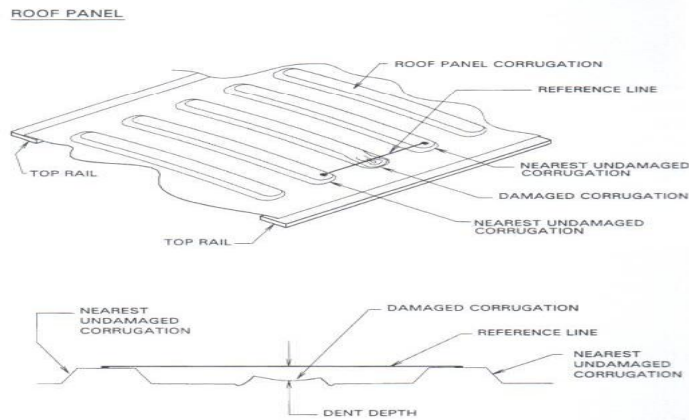 ROOF PANEL
ROOF PANEL CORRUGATION
REFERENCE LINE
NEAREST UNDAMAGED
CORRUGATION
DAMAGED CORRUGATION
NEAREST UNDAMAGED
CORRUGATION
TOP RAIL
TOP RAIL
NEAREST
UNDAMAGED
CORRUGATION
DAMAGED CORRUGATION
REFERENCE LINE
NEAREST
UNDAMAGED
CORRUGATION
DENT DEPTH